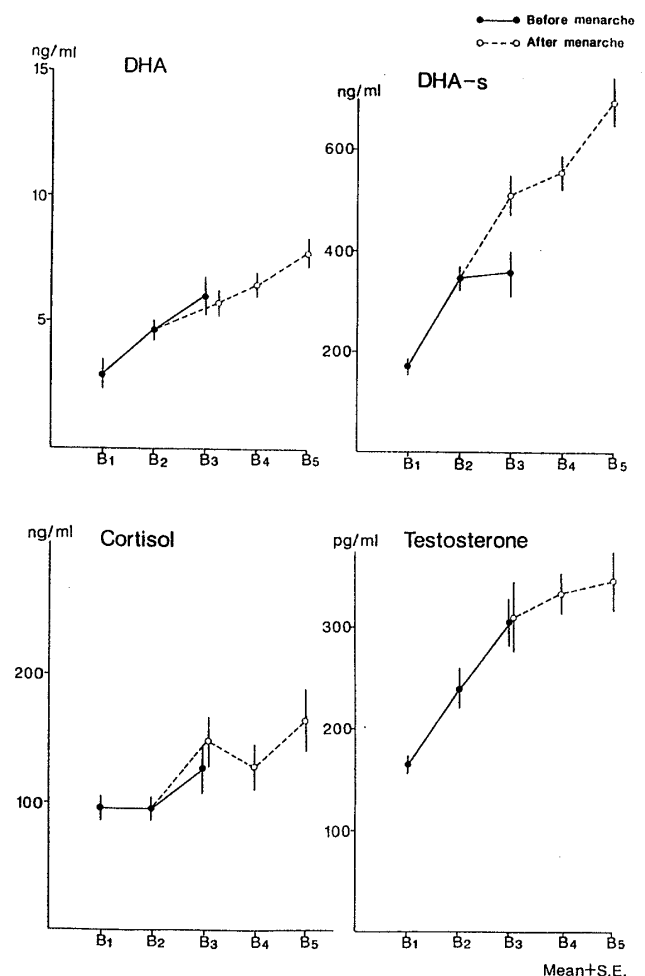 Before menarche
After menarche
ng/ml
DHA
15
10
5
B1 B2 B3 B4 B5
ng/ml
DHA-s
600
400
200
B1 B2 B3 B4 B5
ng/ml
Cortisol
200
100
B1 B2 B3 B4 B5
pg/ml
Testosterone
300
200
100
B1 B2 B3 B4 B5
Mean+S.E.